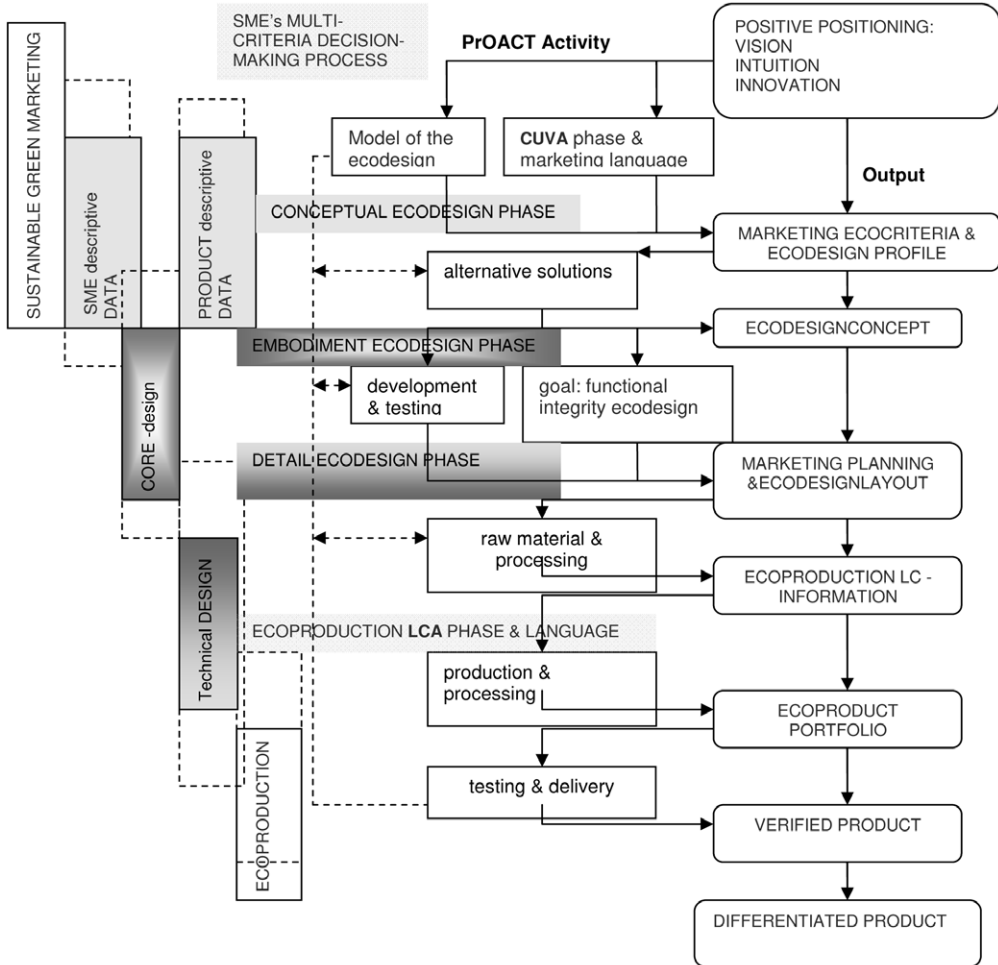 SME's MULTI-
CRITERIA DECISION-
MAKING PROCESS
PrOACT Activity
POSITIVE POSITIONING:
VISION
INTUITION
INNOVATION
SUSTAINABLE GREEN MARKETING
SME descriptive
DATA
PRODUCT descriptive
DATA
Model of the
ecodesign
CUVA phase &
marketing language
Output
CONCEPTUAL ECODESIGN PHASE
MARKETING ECOCRITERIA &
ECODESIGN PROFILE
alternative solutions
ECODESIGNCONCEPT
EMBODIMENT ECODESIGN PHASE
CORE -design
development
& testing
goal: functional
integrity ecodesign
DETAIL ECODESIGN PHASE
MARKETING PLANNING
&ECODESIGNLAYOUT
raw material &
processing
ECOPRODUCTION LC -
INFORMATION
Technical DESIGN
ECOPRODUCTION LCA PHASE & LANGUAGE
production &
processing
ECOPRODUCT
PORTFOLIO
ECOPRODUCTION
testing & delivery
VERIFIED PRODUCT
DIFFERENTIATED PRODUCT